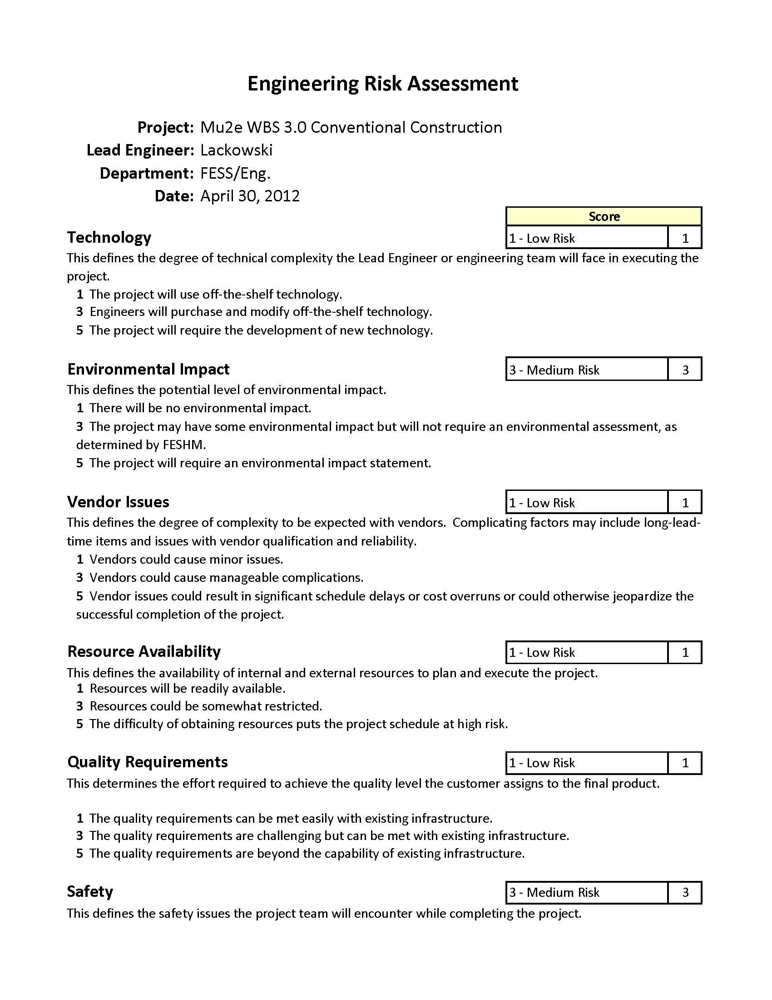 Engineering Risk Assessment
Project: Mu2e WBS 3.0 Conventional Construction
Lead Engineer: Lackowski
Department: FESS/Eng.
Date: April 30, 2012
Score
Technology 1 - Low Risk 1
This defines the degree of technical complexity the Lead Engineer or engineering team will face in executing the
project.
1 The project will use off-the-shelf technology.
3 Engineers will purchase and modify off-the-shelf technology.
5 The project will require the development of new technology.
Environmental Impact 3 - Medium Risk 3
This defines the potential level of environmental impact.
1 There will be no environmental impact.
3 The project may have some environmental impact but will not require an environmental assessment, as
determined by FESHM.
5 The project will require an environmental impact statement.
Vendor Issues 1 - Low Risk 1
This defines the degree of complexity to be expected with vendors.  Complicating factors may include long-lead-
time items and issues with vendor qualification and reliability.
1 Vendors could cause minor issues.
3 Vendors could cause manageable complications.
5 Vendor issues could result in significant schedule delays or cost overruns or could otherwise jeopardize the
successful completion of the project.
Resource Availability 1 - Low Risk 1
This defines the availability of internal and external resources to plan and execute the project.
1 Resources will be readily available.
3 Resources could be somewhat restricted.
5 The difficulty of obtaining resources puts the project schedule at high risk.
Quality Requirements 1 - Low Risk 1
This determines the effort required to achieve the quality level the customer assigns to the final product.
1 The quality requirements can be met easily with existing infrastructure.
3 The quality requirements are challenging but can be met with existing infrastructure.
5 The quality requirements are beyond the capability of existing infrastructure.
Safety 3 - Medium Risk 3
This defines the safety issues the project team will encounter while completing the project.